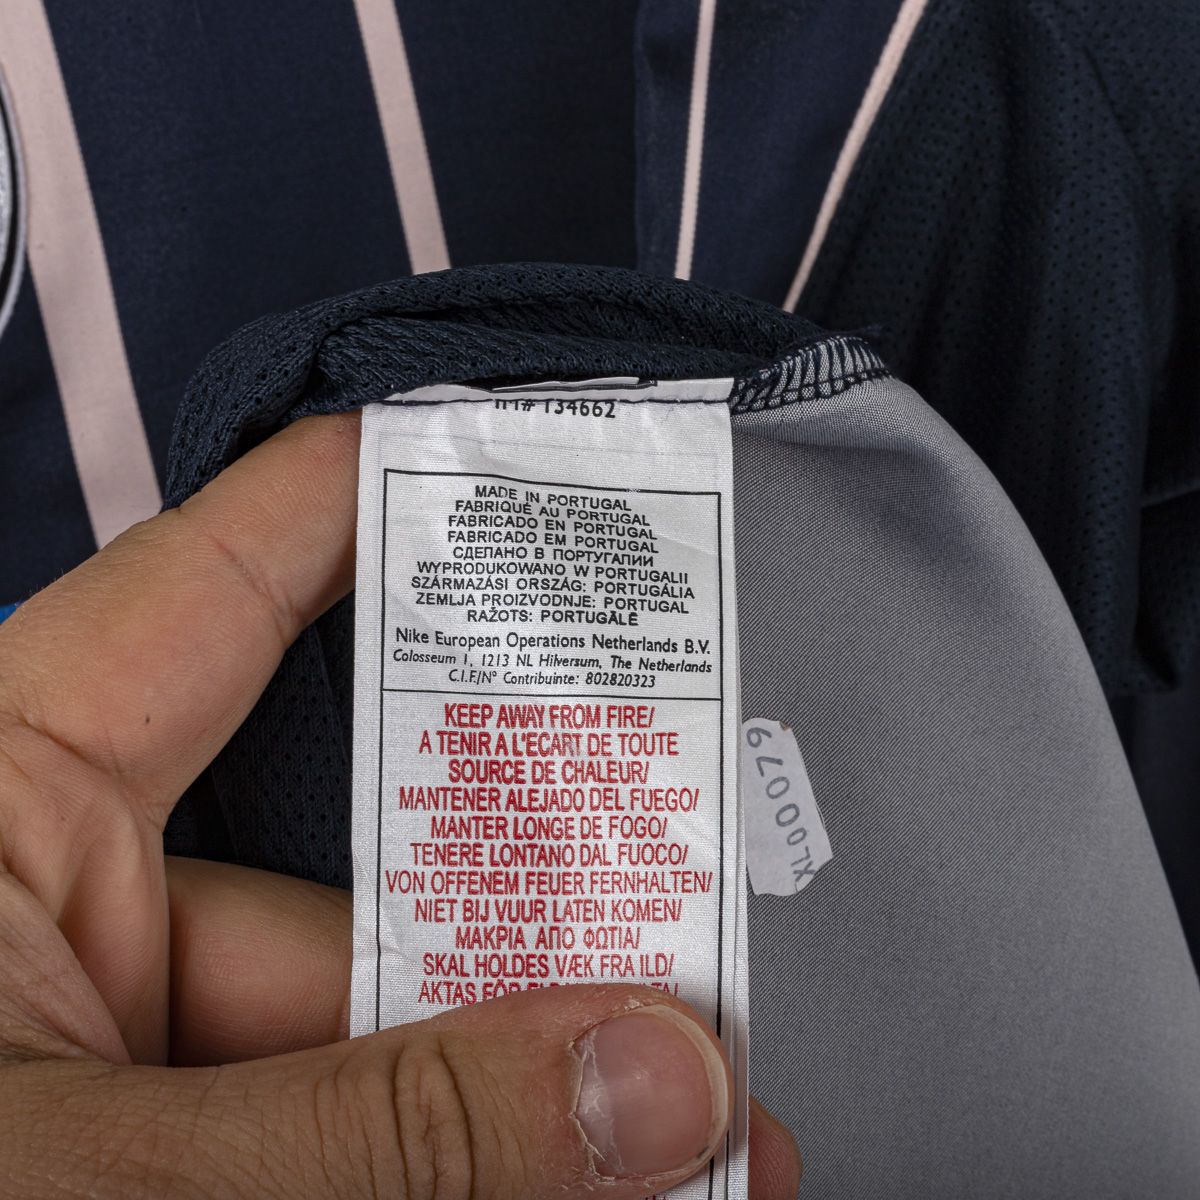 134662
MADE IN PORTUGAL
FABRIQUÉ AU PORTUGAL
FABRICADO EN PORTUGAL
FABRICADO EM PORTUGAL
СДЕЛАНО В ПОРТУГАЛИИ
WYPRODUKOWANO W PORTUGALII
SZÁRMAZÁSI ORSZÁG: PORTUGÁLIA
ZEMLJA PROIZVODNJE: PORTUGAL
RAŽOTS: PORTUGĀLĒ
Nike European Operations Netherlands B.V.
Colosseum 1, 1213 NL Hilversum, The Netherlands
C.I.F./N° Contribuinte: 802820323
KEEP AWAY FROM FIRE/
A TENIR A L'ECART DE TOUTE
SOURCE DE CHALEUR/
MANTENER ALEJADO DEL FUEGO/
MANTER LONGE DE FOGO/
TENERE LONTANO DAL FUOCO/
VON OFFENEM FEUER FERNHALTEN/
NIET BIJ VUUR LATEN KOMEN/
ΜΑΚΡΙΑ ΑΠΟ ΦΩΤΙΑ/
SKAL HOLDES VÆK FRA ILD/
AKTAS FÖR
XL00079